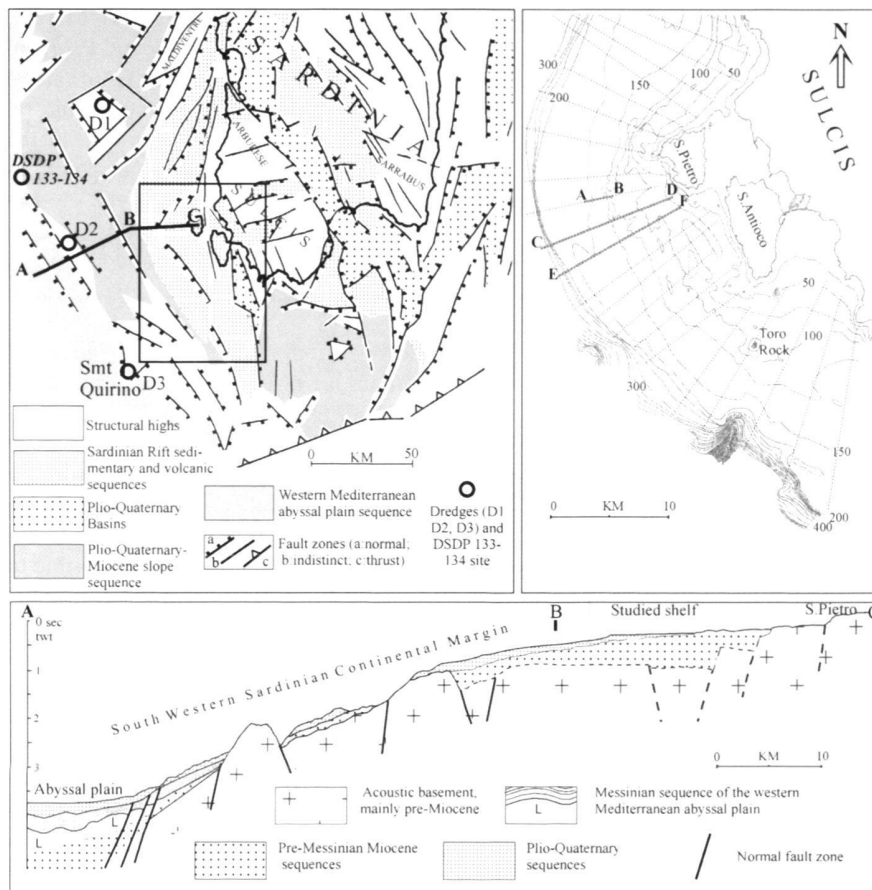 MALDIVENTRE
SARDINIA
D1
DSDP
133-134
ARBURESE
SARRABUS
SULCIS
B
G
D2
A
Smt
Quirino
D3
0
KM
50
Structural highs
Sardinian Rift sedi-
mentary and volcanic
sequences
Plio-Quaternary
Basins
Plio-Quaternary-
Miocene slope
sequence
Western Mediterranean
abyssal plain sequence
a
b
c
Fault zones (a:normal;
b:indistinct; c:thrust)
Dredges (D1
D2, D3) and
DSDP 133-
134 site
N
SULCIS
300
200
150
100
50
S.Pietro
A
B
D
F
C
E
S.Antioco
50
Toro
Rock
100
300
150
200
400
0
KM
10
A
B
Studied shelf
S.Pietro
0 sec
twt
1
2
3
South Western Sardinian Continental Margin
Abyssal plain
L
L
0
KM
10
Acoustic basement,
mainly pre-Miocene
L
Messinian sequence of the western
Mediterranean abyssal plain
Pre-Messinian Miocene
sequences
Plio-Quaternary
sequences
Normal fault zone